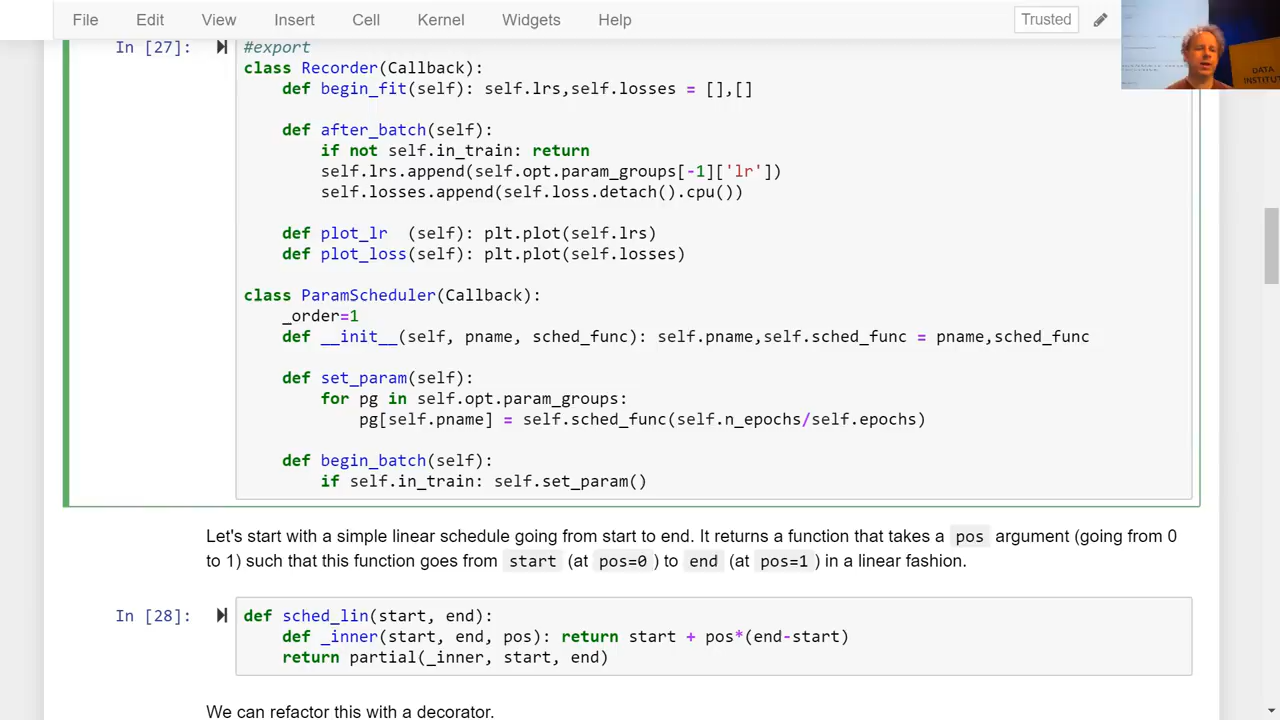 File Edit View Insert Cell Kernel Widgets Help Trusted
DATA
INSTITU
In [27]:
#export
class Recorder(Callback):
    def begin_fit(self): self.lrs,self.losses = [],[]
    def after_batch(self):
        if not self.in_train: return
        self.lrs.append(self.opt.param_groups[-1]['lr'])
        self.losses.append(self.loss.detach().cpu())
    def plot_lr  (self): plt.plot(self.lrs)
    def plot_loss(self): plt.plot(self.losses)
class ParamScheduler(Callback):
    _order=1
    def __init__(self, pname, sched_func): self.pname,self.sched_func = pname,sched_func
    def set_param(self):
        for pg in self.opt.param_groups:
            pg[self.pname] = self.sched_func(self.n_epochs/self.epochs)
    def begin_batch(self):
        if self.in_train: self.set_param()
Let's start with a simple linear schedule going from start to end. It returns a function that takes a pos argument (going from 0
to 1) such that this function goes from start (at pos=0 ) to end (at pos=1 ) in a linear fashion.
In [28]:
def sched_lin(start, end):
    def _inner(start, end, pos): return start + pos*(end-start)
    return partial(_inner, start, end)
We can refactor this with a decorator.